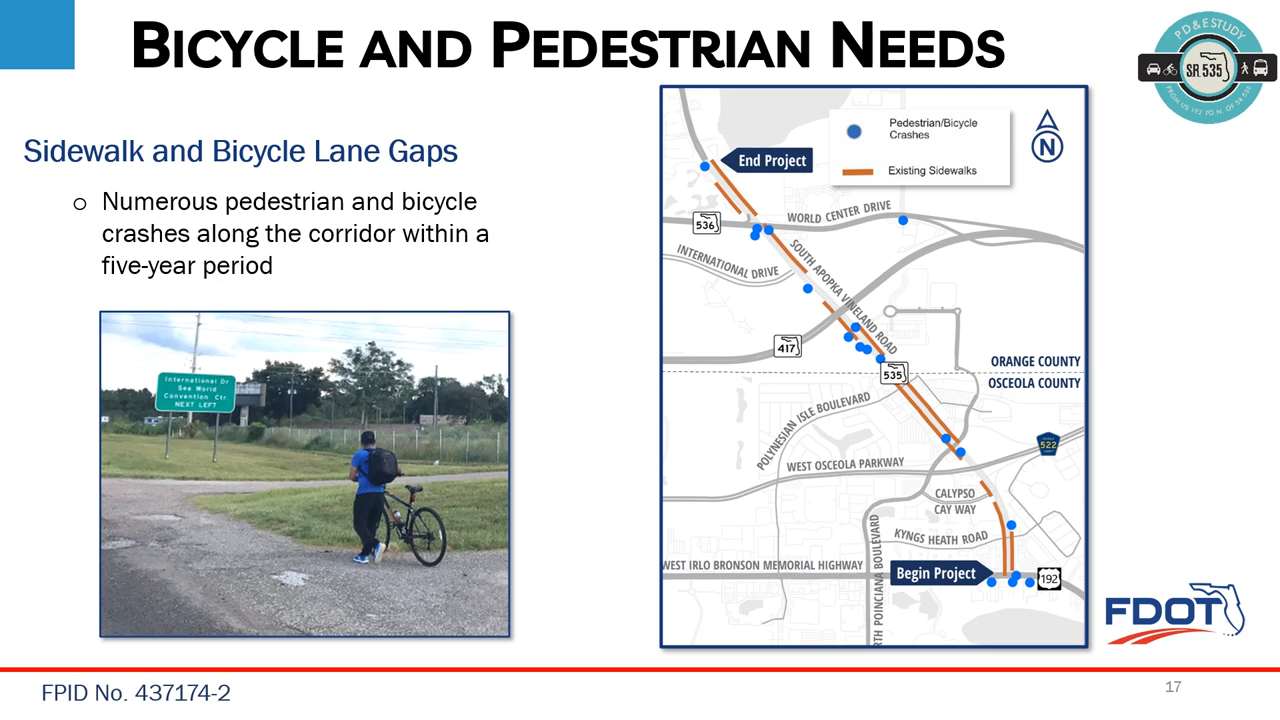 BICYCLE AND PEDESTRIAN NEEDS
PD&E STUDY
SR 535
FROM US 192 TO N. OF SR 536
Sidewalk and Bicycle Lane Gaps
o Numerous pedestrian and bicycle
crashes along the corridor within a
five-year period
International Dr
Sea World
Convention Ctr.
NEXT LEFT
Pedestrian/Bicycle
Crashes
Existing Sidewalks
N
End Project
536
WORLD CENTER DRIVE
INTERNATIONAL DRIVE
SOUTH APOPKA VINELAND ROAD
417
535
ORANGE COUNTY
OSCEOLA COUNTY
POLYNESIAN ISLE BOULEVARD
522
WEST OSCEOLA PARKWAY
CALYPSO
CAY WAY
KYNGS HEATH ROAD
WEST IRLO BRONSON MEMORIAL HIGHWAY
RTH POINCIANA BOULEVARD
Begin Project
192
FDOT
FPID No. 437174-2
17